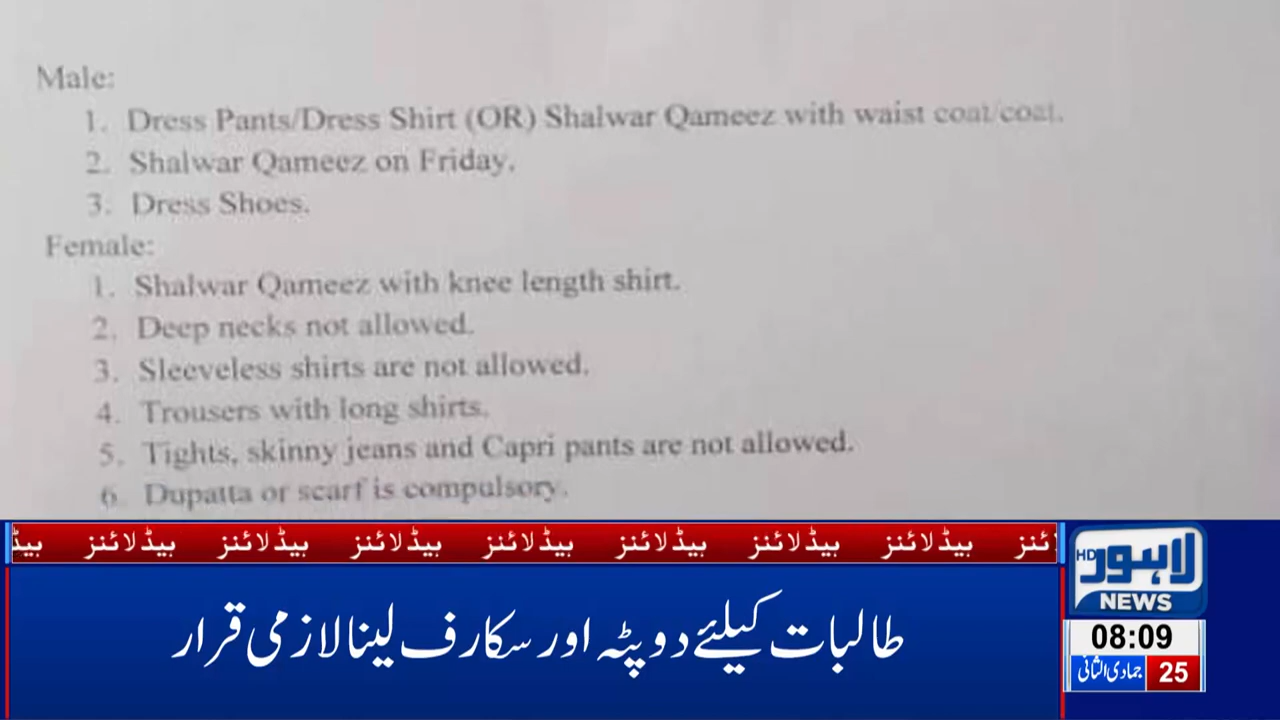 Male:
1. Dress Pants/Dress Shirt (OR) Shalwar Qameez with waist coat/coat.
2. Shalwar Qameez on Friday.
3. Dress Shoes.
Female:
1. Shalwar Qameez with knee length shirt.
2. Deep necks not allowed.
3. Sleeveless shirts are not allowed.
4. Trousers with long shirts.
5. Tights, skinny jeans and Capri pants are not allowed.
6 Dupatta or scarf is compulsory.
ئنز ہیڈلائنز ہیڈلائنز ہیڈلائنز ہیڈلائنز ہیڈلائنز ہیڈلائنز ہیڈلائنز ہیڈ
طالبات کیلئے دوپٹہ اور سکارف لینا لازمی قرار
HD لاہور
NEWS
08:09
جمادی الثانی 25